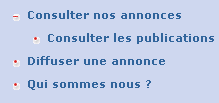 Consulter nos annonces
Consulter les publications
Diffuser une annonce
Qui sommes nous ?